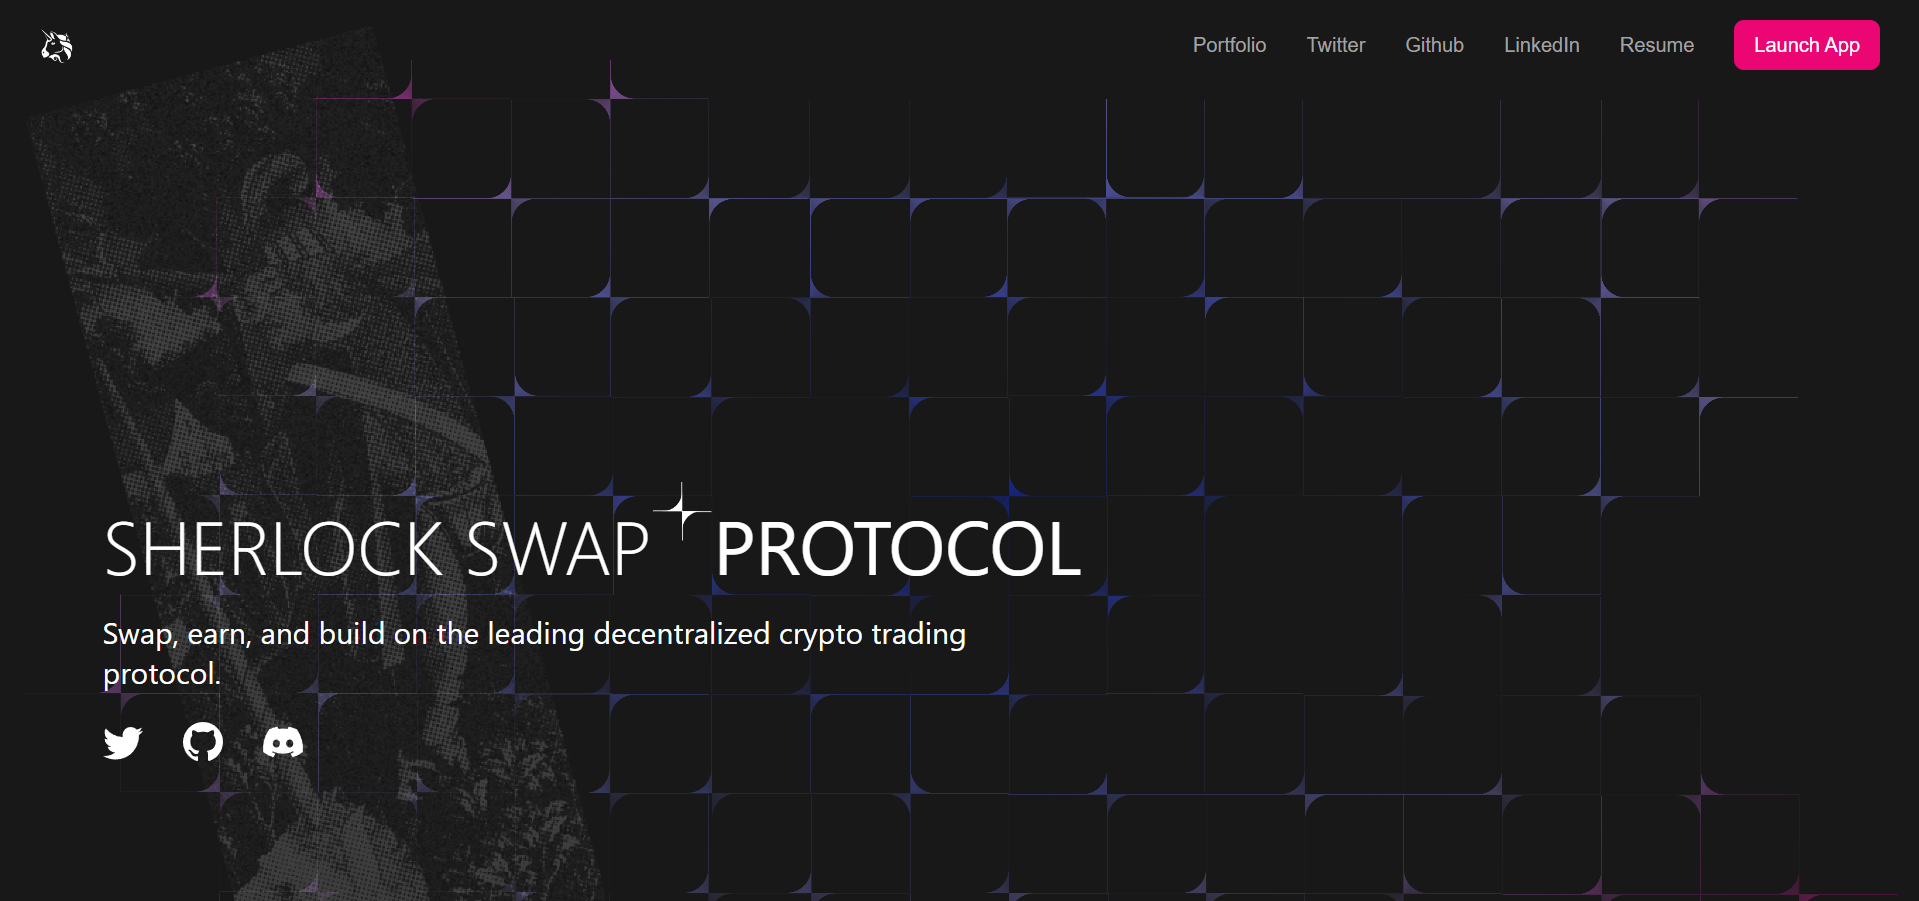 Portfolio Twitter Github LinkedIn Resume Launch App
SHERLOCK SWAP PROTOCOL
Swap, earn, and build on the leading decentralized crypto trading
protocol.